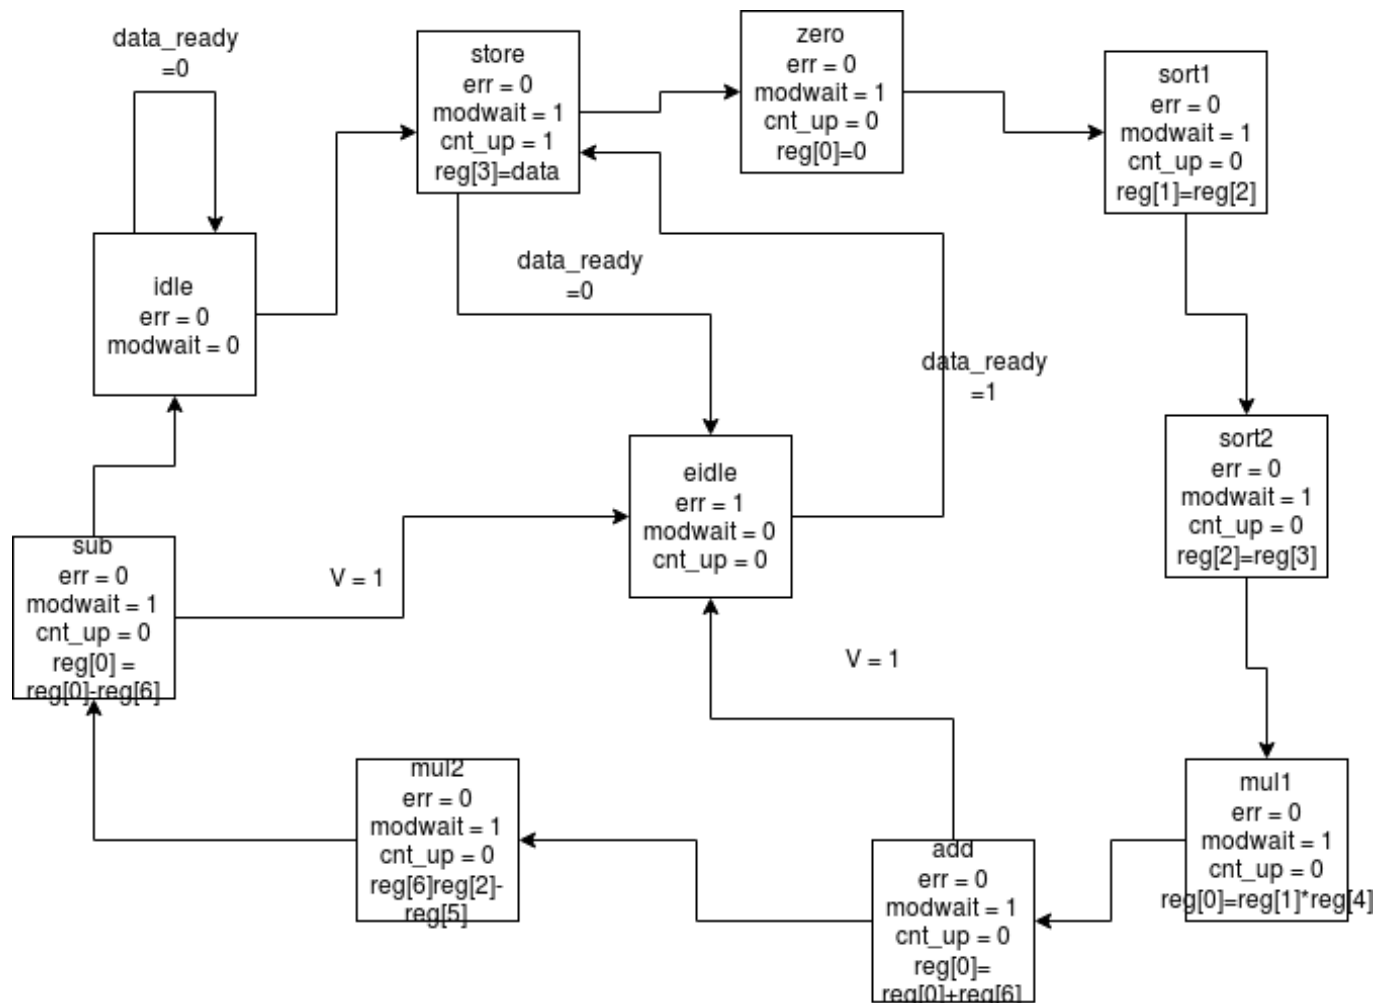 data_ready
=0
store
err = 0
modwait = 1
cnt_up = 1
reg[3]=data
zero
err = 0
modwait = 1
cnt_up = 0
reg[0]=0
sort1
err = 0
modwait = 1
cnt_up = 0
reg[1]=reg[2]
idle
err = 0
modwait = 0
data_ready
=0
data_ready
=1
eidle
err = 1
modwait = 0
cnt_up = 0
sort2
err = 0
modwait = 1
cnt_up = 0
reg[2]=reg[3]
sub
err = 0
modwait = 1
cnt_up = 0
reg[0] =
reg[0]-reg[6]
V = 1
V = 1
mul2
err = 0
modwait = 1
cnt_up = 0
reg[6]reg[2]-
reg[5]
add
err = 0
modwait = 1
cnt_up = 0
reg[0]=
reg[0]+reg[6]
mul1
err = 0
modwait = 1
cnt_up = 0
reg[0]=reg[1]*reg[4]